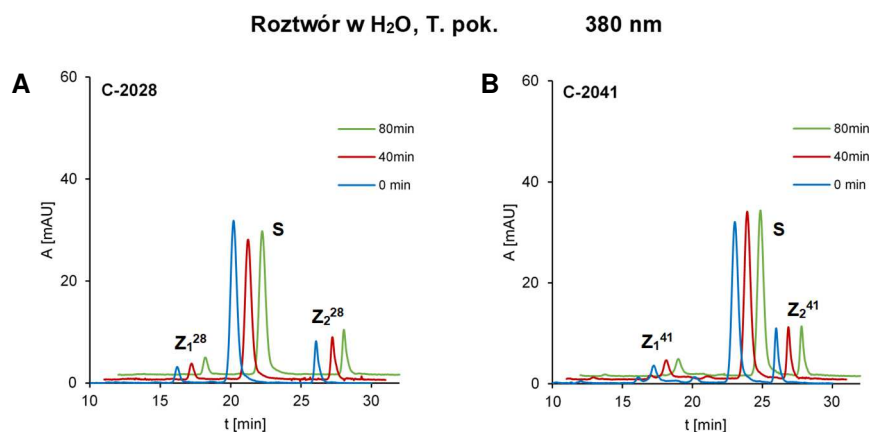 Roztwór w H₂O, T. pok. 380 nm
A
C-2028
60
40
20
0
A [mAU]
80min
40min
0 min
Z₁²⁸
S
Z₂²⁸
10 15 20 25 30
t [min]
B
C-2041
60
40
20
0
A [mAU]
80min
40min
0 min
Z₁⁴¹
S
Z₂⁴¹
10 15 20 25 30
t [min]